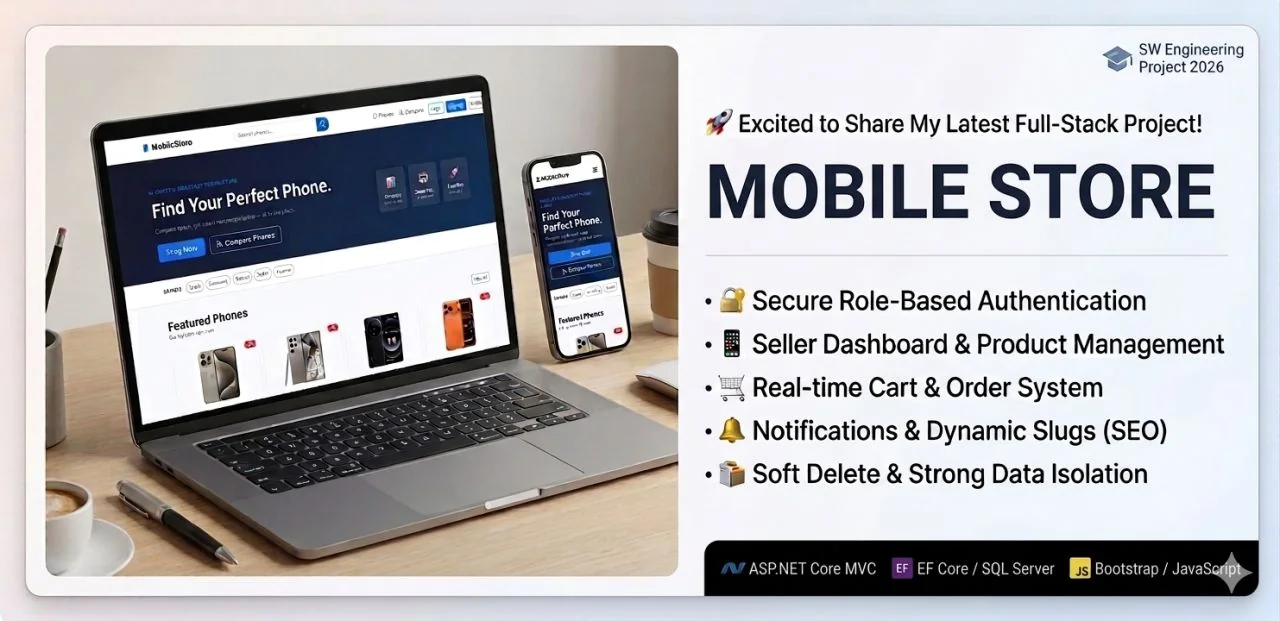 SW Engineering
Project 2026
🚀 Excited to Share My Latest Full-Stack Project!
MOBILE STORE
• 🔐 Secure Role-Based Authentication
• 📱 Seller Dashboard & Product Management
• 🛒 Real-time Cart & Order System
• 🔔 Notifications & Dynamic Slugs (SEO)
• 📦 Soft Delete & Strong Data Isolation
ASP.NET Core MVC EF EF Core / SQL Server JS Bootstrap / JavaScript
Find Your Perfect Phone.
Featured Phones
Find Your